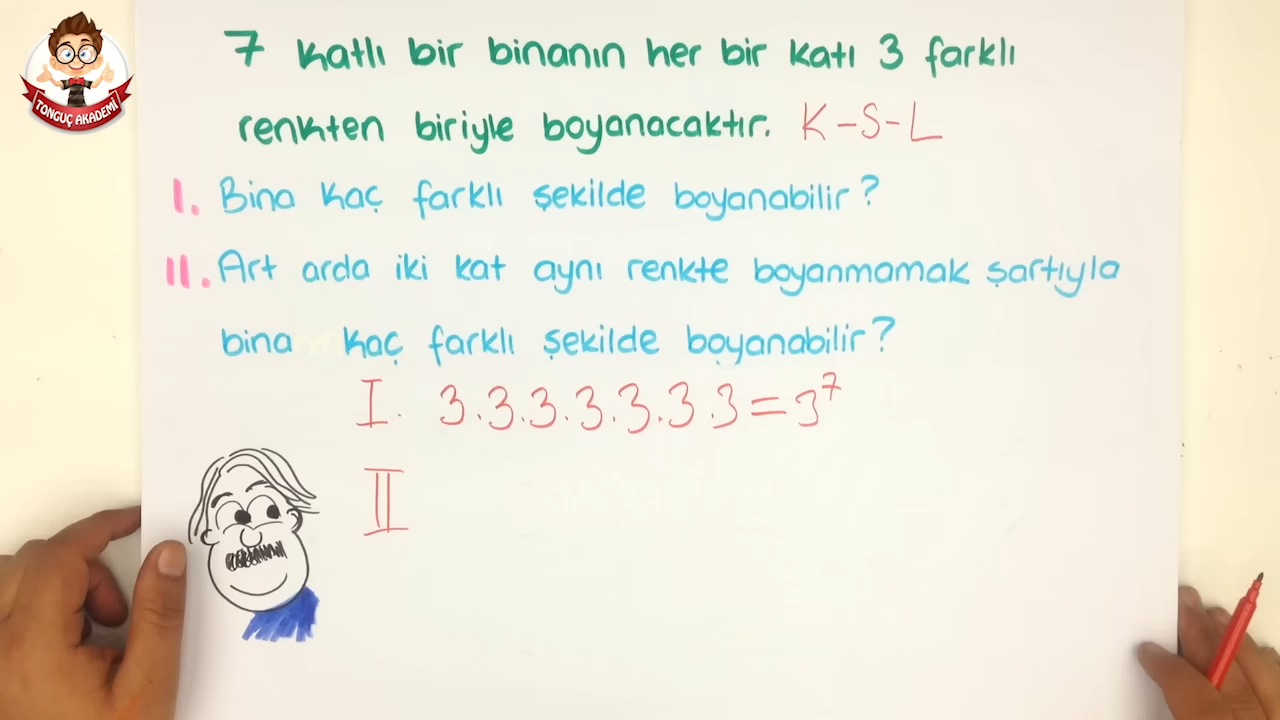 TONGUÇ AKADEMİ
7 katlı bir binanın her bir katı 3 farklı
renkten biriyle boyanacaktır. K-S-L
I. Bina kaç farklı şekilde boyanabilir?
II. Art arda iki kat aynı renkte boyanmamak şartıyla
bina kaç farklı şekilde boyanabilir?
I. 3.3.3.3.3.3.3=3⁷
II